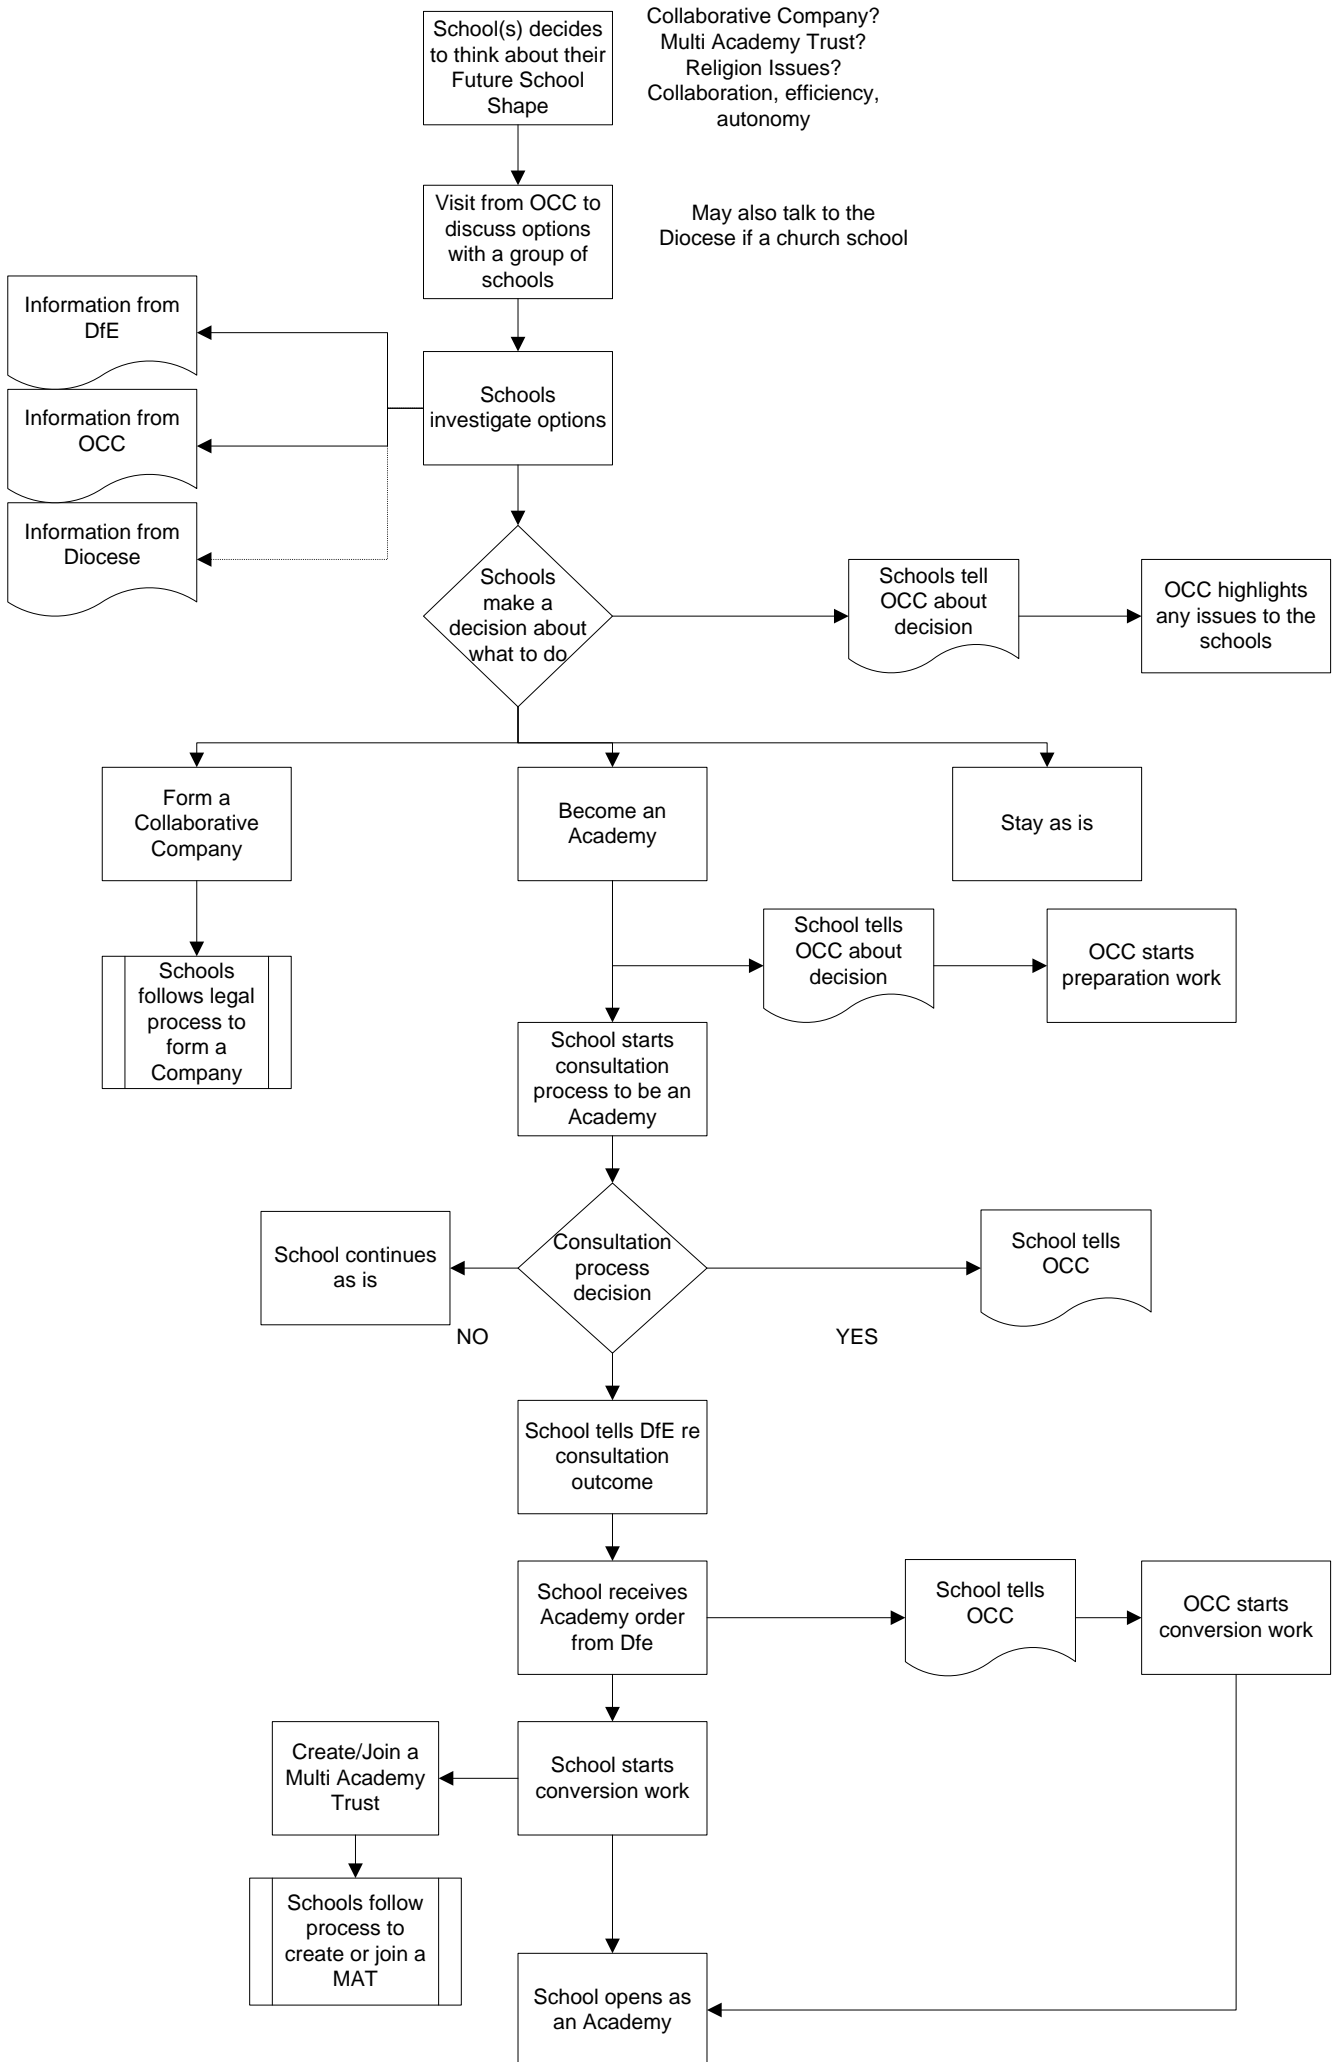 School(s) decides
to think about their
Future School
Shape
Collaborative Company?
Multi Academy Trust?
Religion Issues?
Collaboration, efficiency,
autonomy
Visit from OCC to
discuss options
with a group of
schools
May also talk to the
Diocese if a church school
Information from
DfE
Information from
OCC
Information from
Diocese
Schools
investigate options
Schools
make a
decision about
what to do
Schools tell
OCC about
decision
OCC highlights
any issues to the
schools
Form a
Collaborative
Company
Become an
Academy
Stay as is
Schools
follows legal
process to
form a
Company
School tells
OCC about
decision
OCC starts
preparation work
School starts
consultation
process to be an
Academy
School continues
as is
Consultation
process
decision
School tells
OCC
NO
YES
School tells DfE re
consultation
outcome
School receives
Academy order
from Dfe
School tells
OCC
OCC starts
conversion work
Create/Join a
Multi Academy
Trust
School starts
conversion work
Schools follow
process to
create or join a
MAT
School opens as
an Academy